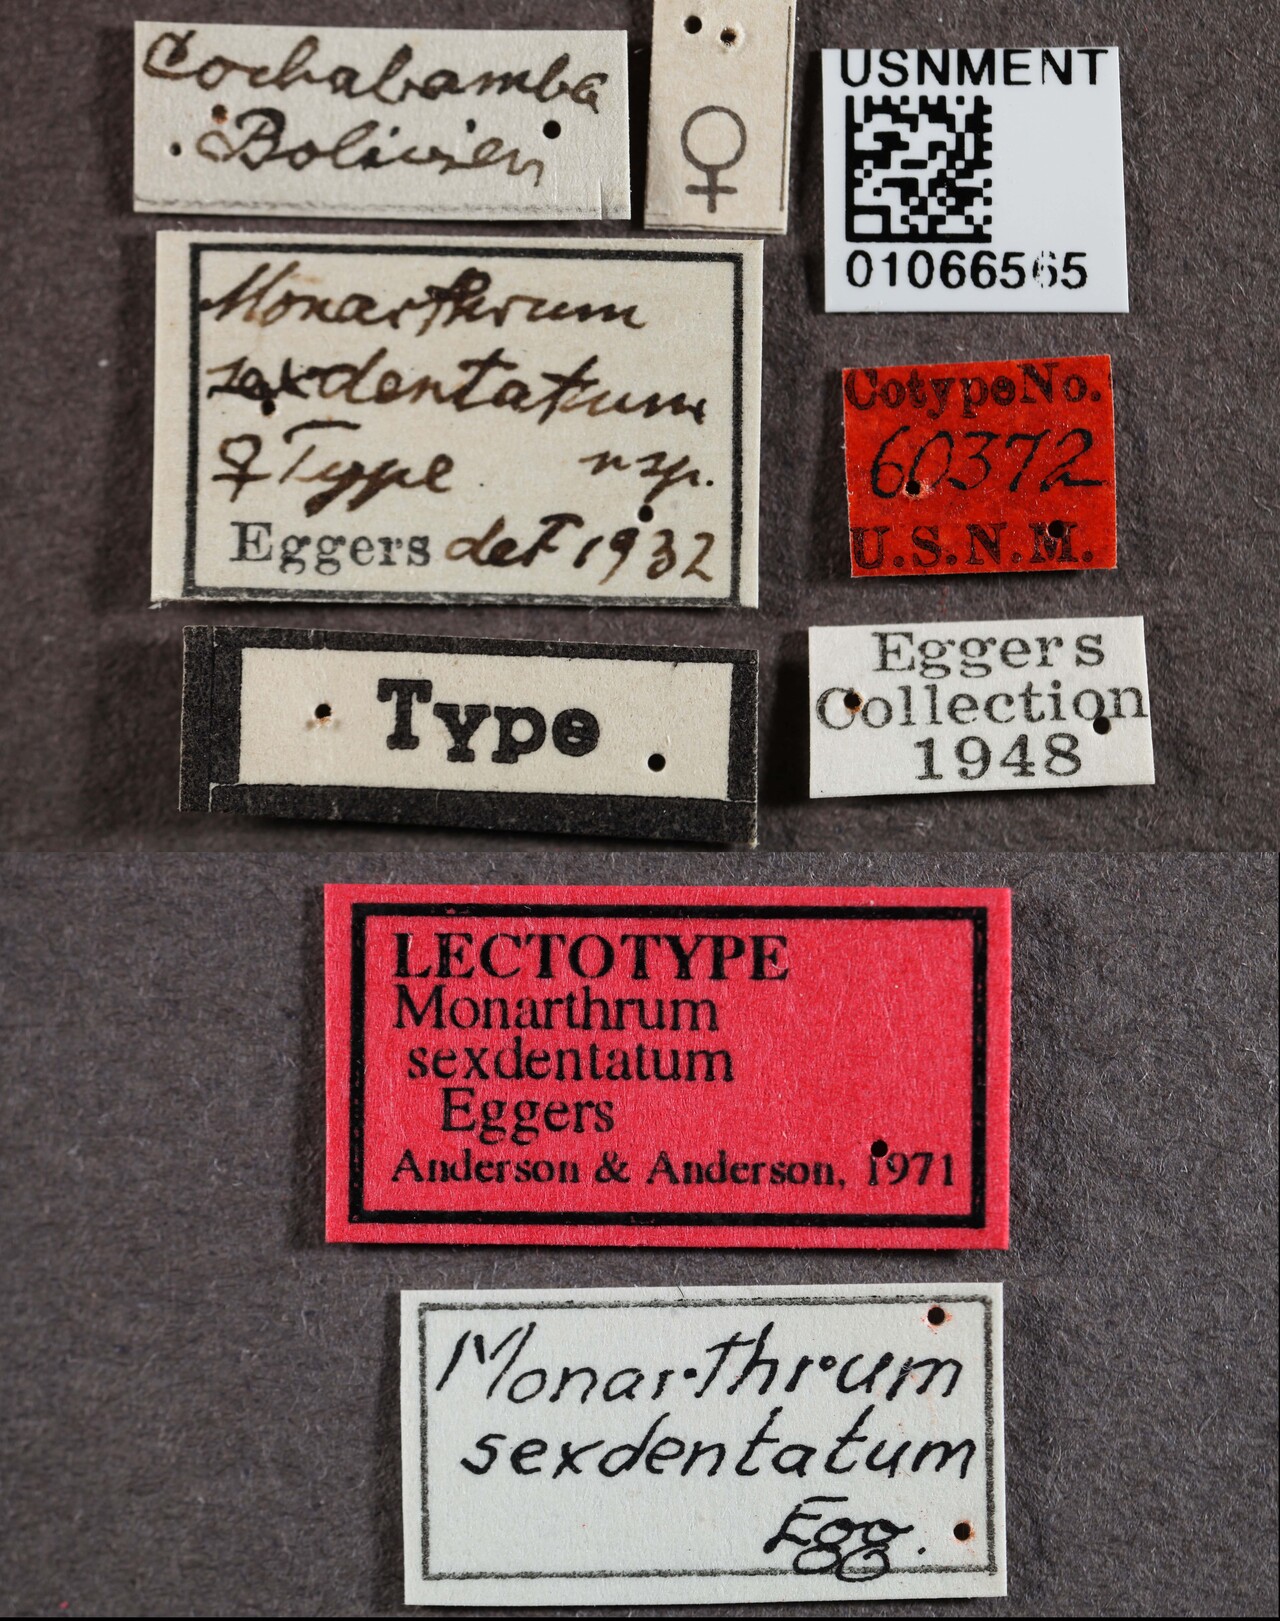 Cochabamba
Bolivien
♀
USNMENT
01066565
Monarthrum
sexdentatum
♀ Type nsp.
Eggers det 1932
Cotype No.
60372
U.S.N.M.
Type
Eggers
Collection
1948
LECTOTYPE
Monarthrum
sexdentatum
Eggers
Anderson & Anderson, 1971
Monarthrum
sexdentatum
Egg.